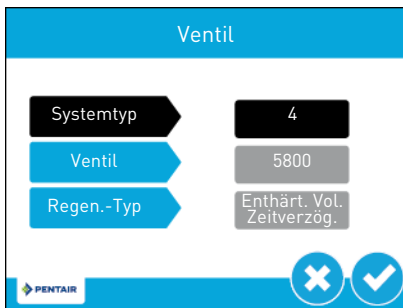 Ventil
Systemtyp
4
Ventil
5800
Regen.-Typ
Enthärt. Vol.
Zeitverzög.
PENTAIR